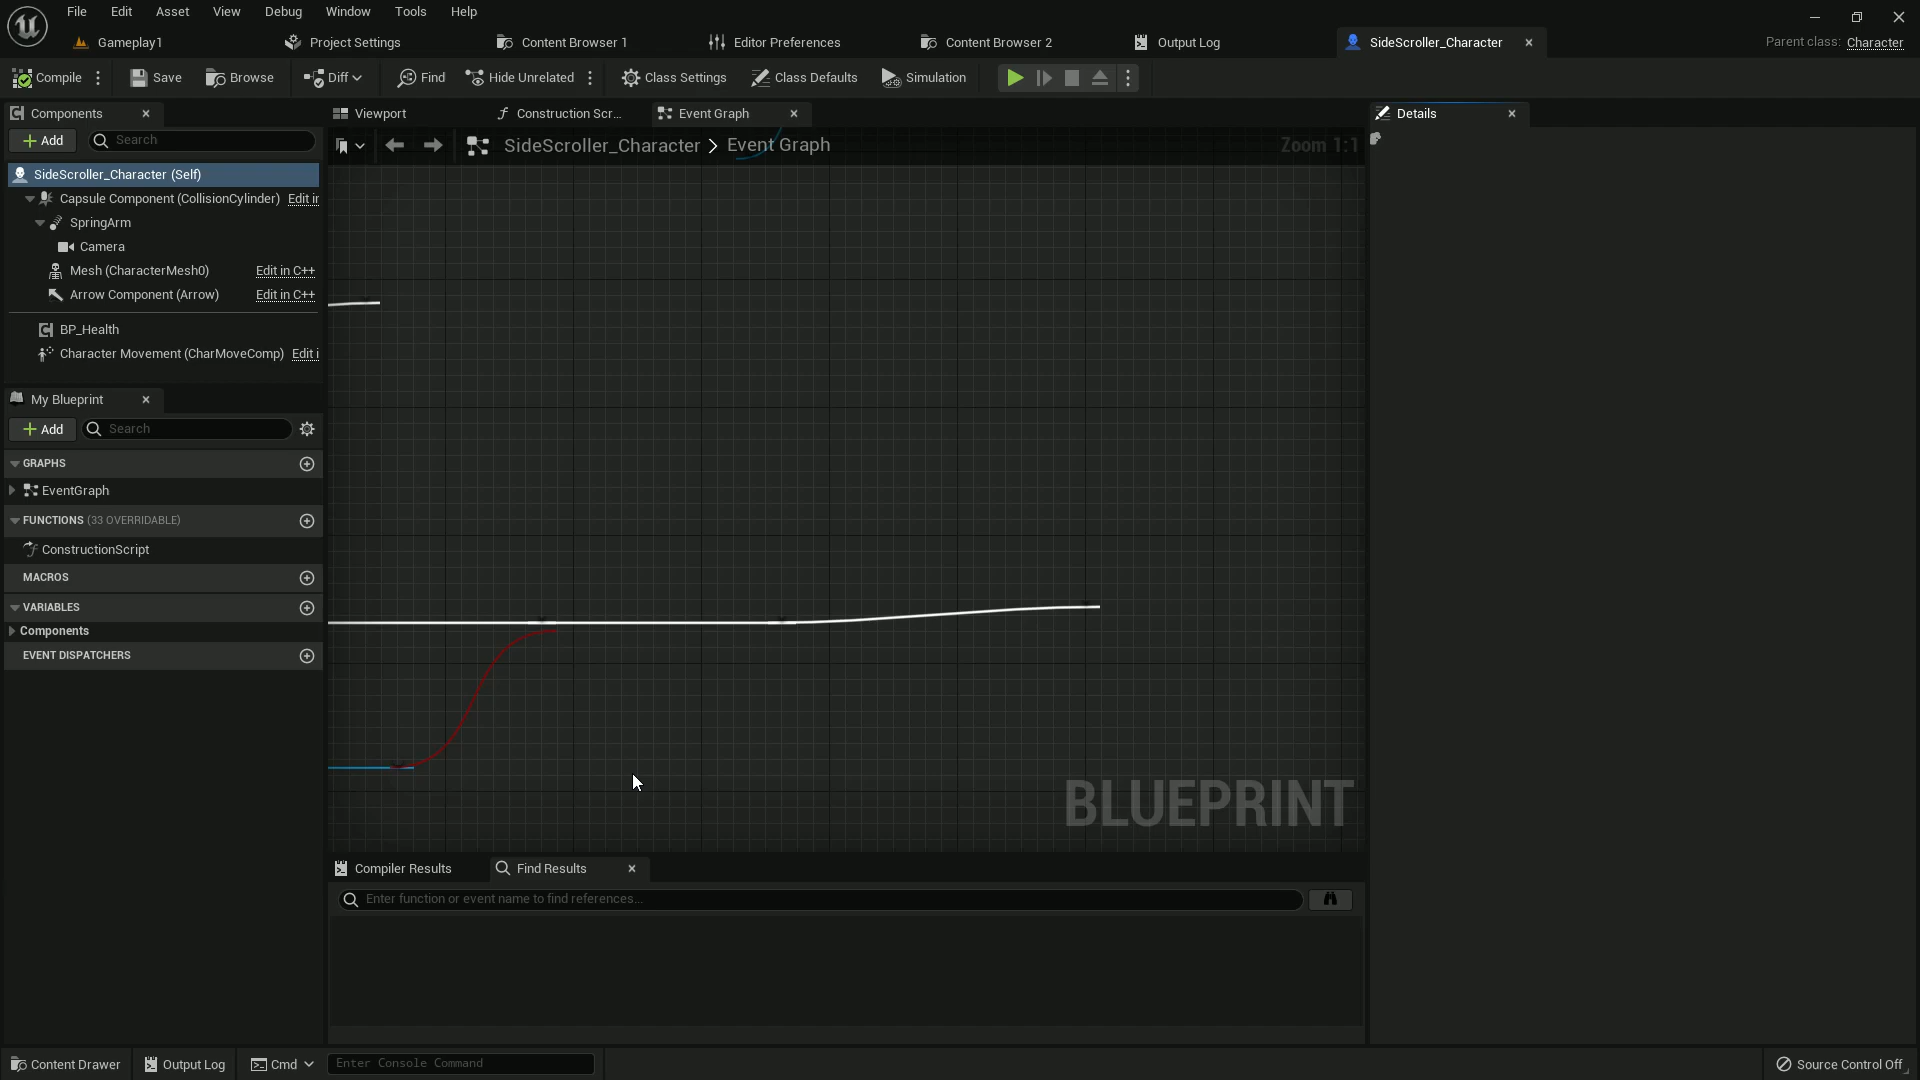 File Edit Asset View Debug Window Tools Help
Gameplay1 Project Settings Content Browser 1 Editor Preferences Content Browser 2 Output Log SideScroller_Character Parent class: Character
Compile Save Browse Diff Find Hide Unrelated Class Settings Class Defaults Simulation
Components Viewport Construction Scr... Event Graph Details
Add Search
SideScroller_Character > Event Graph Zoom 1:1
SideScroller_Character (Self)
Capsule Component (CollisionCylinder) Edit in
SpringArm
Camera
Mesh (CharacterMesh0) Edit in C++
Arrow Component (Arrow) Edit in C++
BP_Health
Character Movement (CharMoveComp) Edit i
My Blueprint
Add Search
GRAPHS
EventGraph
FUNCTIONS (33 OVERRIDABLE)
ConstructionScript
MACROS
VARIABLES
Components
EVENT DISPATCHERS
BLUEPRINT
Compiler Results Find Results
Enter function or event name to find references...
Content Drawer Output Log Cmd Enter Console Command Source Control Off